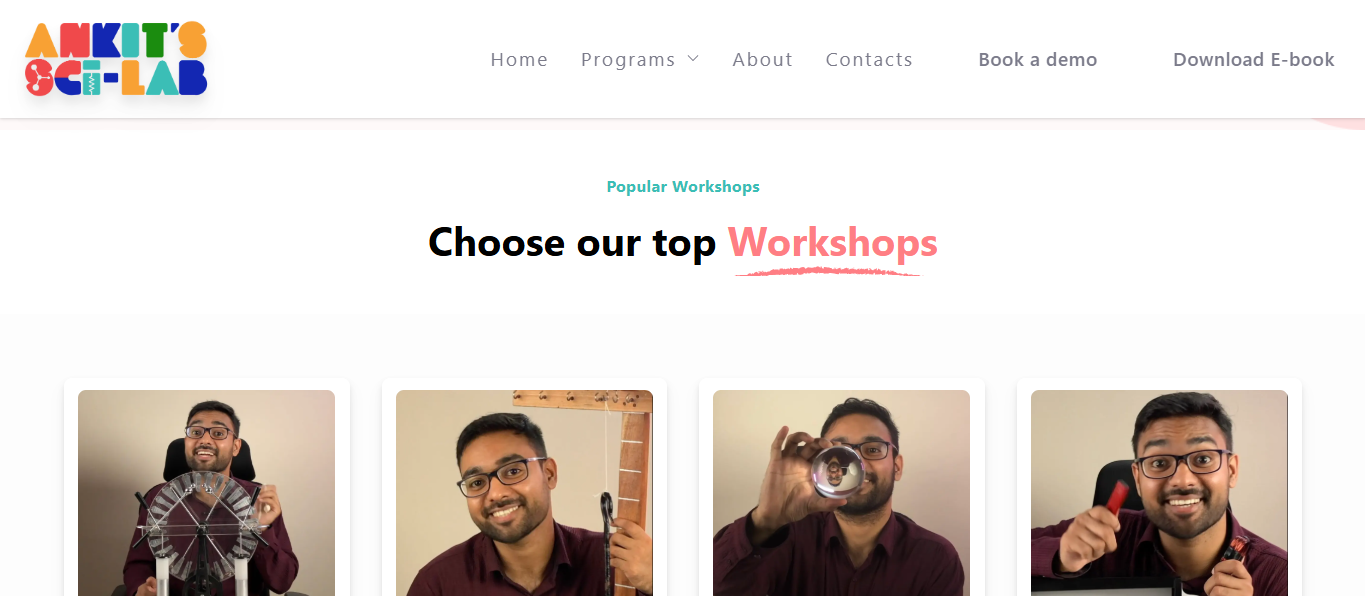 ANKIT'S
SCi-LAB
Home Programs About Contacts Book a demo Download E-book
Popular Workshops
Choose our top Workshops